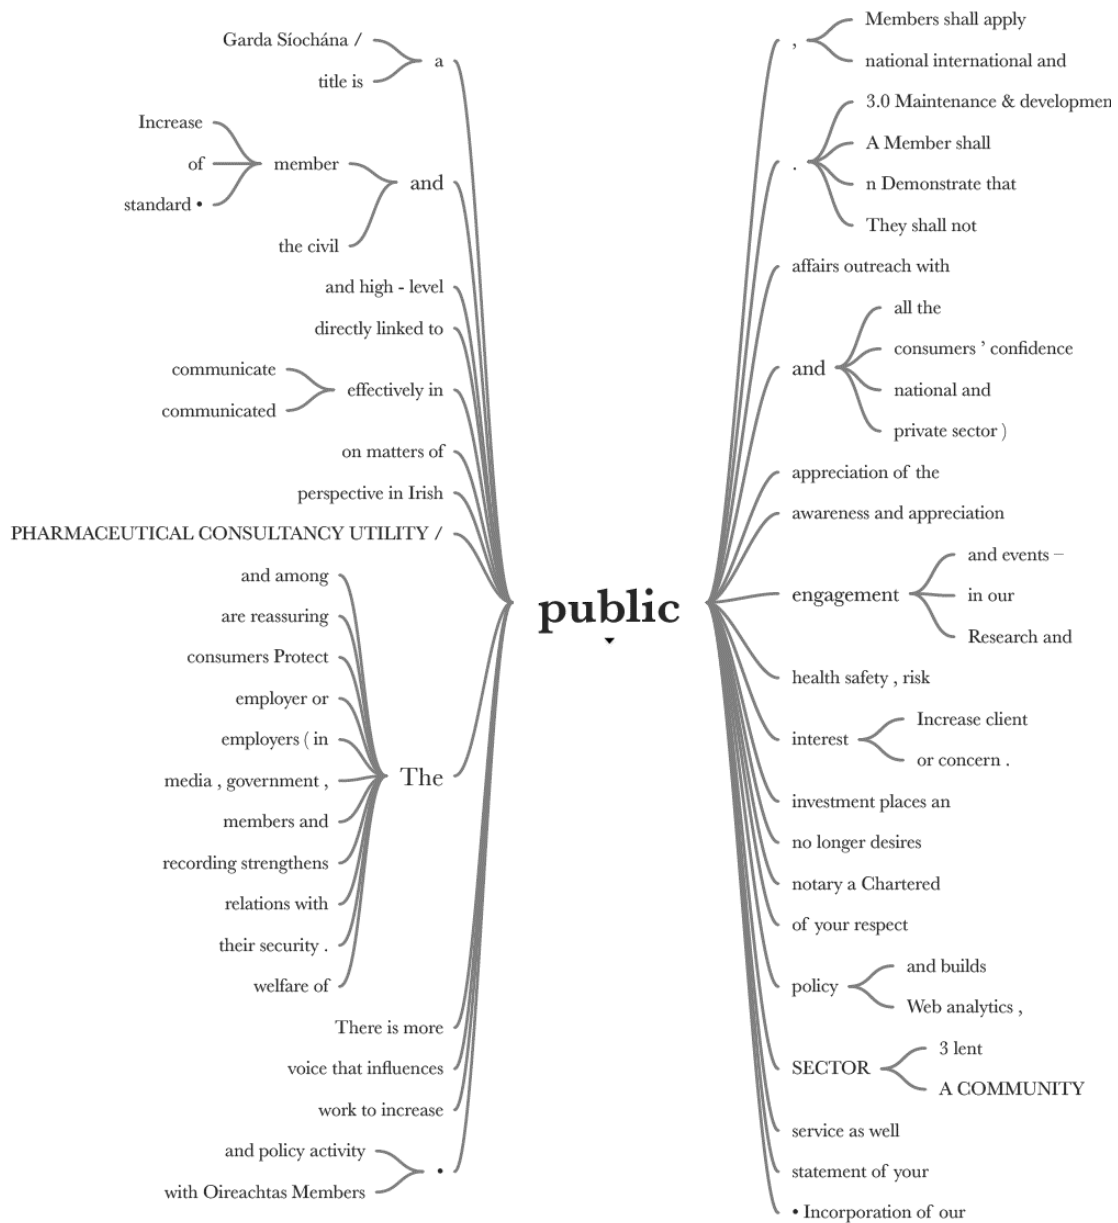 Garda Síochána /
title is
a
Increase
of
standard •
member
the civil
and
and high - level
directly linked to
communicate
communicated
effectively in
on matters of
perspective in Irish
PHARMACEUTICAL CONSULTANCY UTILITY /
and among
are reassuring
consumers Protect
employer or
employers ( in
media , government ,
members and
recording strengthens
relations with
their security .
welfare of
The
There is more
voice that influences
work to increase
and policy activity
with Oireachtas Members
•
public
,
Members shall apply
national international and
.
3.0 Maintenance & developmen
A Member shall
n Demonstrate that
They shall not
affairs outreach with
and
all the
consumers ’ confidence
national and
private sector )
appreciation of the
awareness and appreciation
engagement
and events –
in our
Research and
health safety , risk
interest
Increase client
or concern .
investment places an
no longer desires
notary a Chartered
of your respect
policy
and builds
Web analytics ,
SECTOR
3 lent
A COMMUNITY
service as well
statement of your
• Incorporation of our